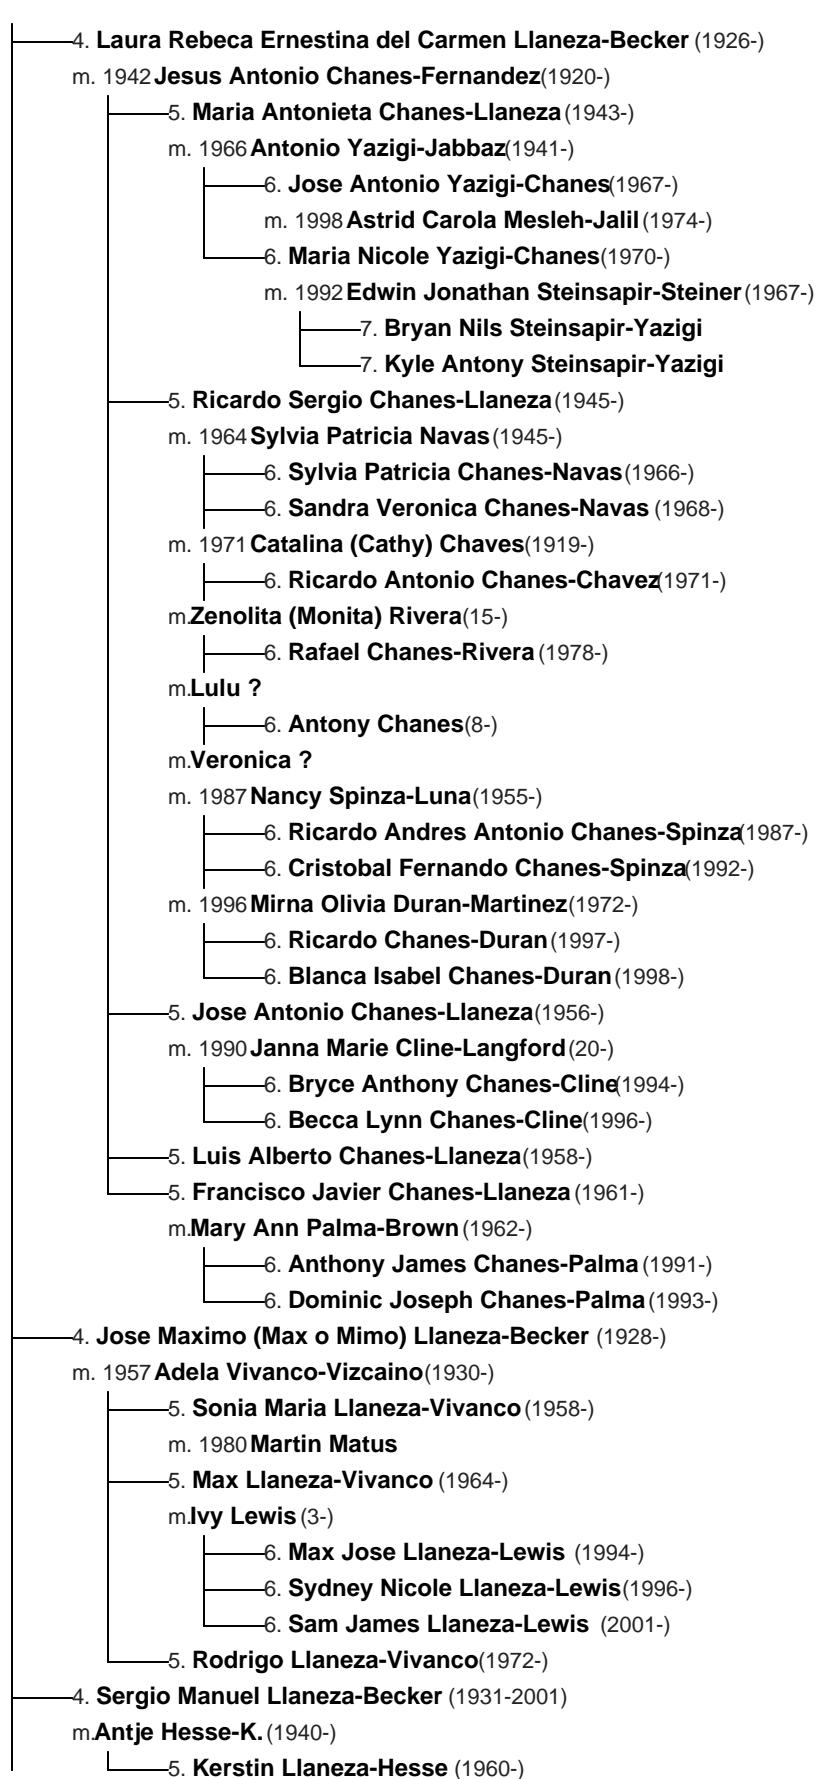 4. Laura Rebeca Ernestina del Carmen Llaneza-Becker (1926-)
m. 1942 Jesus Antonio Chanes-Fernandez (1920-)
5. Maria Antonieta Chanes-Llaneza (1943-)
m. 1966 Antonio Yazigi-Jabbaz (1941-)
6. Jose Antonio Yazigi-Chanes (1967-)
m. 1998 Astrid Carola Mesleh-Jalil (1974-)
6. Maria Nicole Yazigi-Chanes (1970-)
m. 1992 Edwin Jonathan Steinsapir-Steiner (1967-)
7. Bryan Nils Steinsapir-Yazigi
7. Kyle Antony Steinsapir-Yazigi
5. Ricardo Sergio Chanes-Llaneza (1945-)
m. 1964 Sylvia Patricia Navas (1945-)
6. Sylvia Patricia Chanes-Navas (1966-)
6. Sandra Veronica Chanes-Navas (1968-)
m. 1971 Catalina (Cathy) Chaves (1919-)
6. Ricardo Antonio Chanes-Chavez (1971-)
m. Zenolita (Monita) Rivera (15-)
6. Rafael Chanes-Rivera (1978-)
m. Lulu ?
6. Antony Chanes (8-)
m. Veronica ?
m. 1987 Nancy Spinza-Luna (1955-)
6. Ricardo Andres Antonio Chanes-Spinza (1987-)
6. Cristobal Fernando Chanes-Spinza (1992-)
m. 1996 Mirna Olivia Duran-Martinez (1972-)
6. Ricardo Chanes-Duran (1997-)
6. Blanca Isabel Chanes-Duran (1998-)
5. Jose Antonio Chanes-Llaneza (1956-)
m. 1990 Janna Marie Cline-Langford (20-)
6. Bryce Anthony Chanes-Cline (1994-)
6. Becca Lynn Chanes-Cline (1996-)
5. Luis Alberto Chanes-Llaneza (1958-)
5. Francisco Javier Chanes-Llaneza (1961-)
m. Mary Ann Palma-Brown (1962-)
6. Anthony James Chanes-Palma (1991-)
6. Dominic Joseph Chanes-Palma (1993-)
4. Jose Maximo (Max o Mimo) Llaneza-Becker (1928-)
m. 1957 Adela Vivanco-Vizcaino (1930-)
5. Sonia Maria Llaneza-Vivanco (1958-)
m. 1980 Martin Matus
5. Max Llaneza-Vivanco (1964-)
m. Ivy Lewis (3-)
6. Max Jose Llaneza-Lewis (1994-)
6. Sydney Nicole Llaneza-Lewis (1996-)
6. Sam James Llaneza-Lewis (2001-)
5. Rodrigo Llaneza-Vivanco (1972-)
4. Sergio Manuel Llaneza-Becker (1931-2001)
m. Antje Hesse-K. (1940-)
5. Kerstin Llaneza-Hesse (1960-)